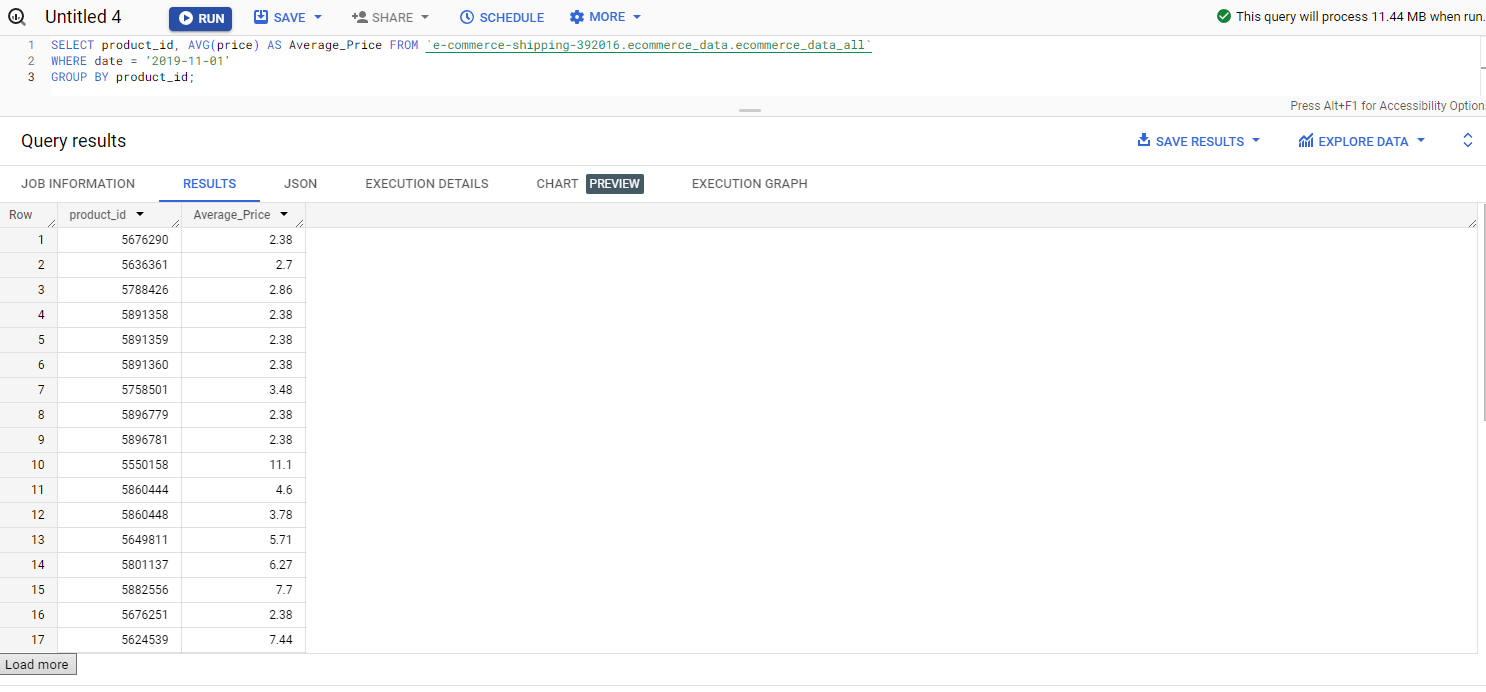 Untitled 4 RUN SAVE SHARE SCHEDULE MORE This query will process 11.44 MB when run.
1 SELECT product_id, AVG(price) AS Average_Price FROM `e-commerce-shipping-392016.ecommerce_data.ecommerce_data_all`
2 WHERE date = '2019-11-01'
3 GROUP BY product_id;
Press Alt+F1 for Accessibility Option
Query results SAVE RESULTS EXPLORE DATA
JOB INFORMATION RESULTS JSON EXECUTION DETAILS CHART PREVIEW EXECUTION GRAPH
Row product_id Average_Price
1 5676290 2.38
2 5636361 2.7
3 5788426 2.86
4 5891358 2.38
5 5891359 2.38
6 5891360 2.38
7 5758501 3.48
8 5896779 2.38
9 5896781 2.38
10 5550158 11.1
11 5860444 4.6
12 5860448 3.78
13 5649811 5.71
14 5801137 6.27
15 5882556 7.7
16 5676251 2.38
17 5624539 7.44
Load more